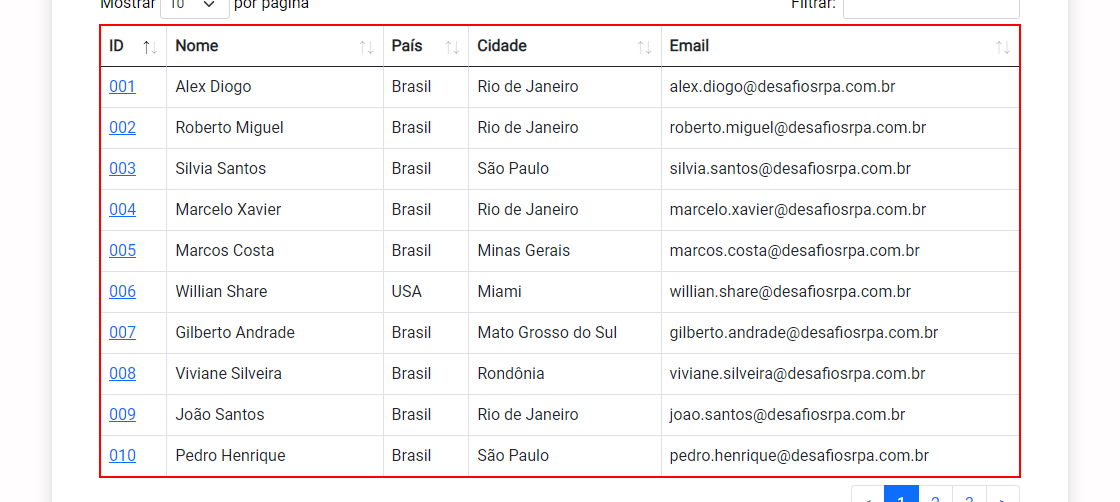 Mostrar 10 por página Filtrar:
ID Nome País Cidade Email
001 Alex Diogo Brasil Rio de Janeiro alex.diogo@desafiosrpa.com.br
002 Roberto Miguel Brasil Rio de Janeiro roberto.miguel@desafiosrpa.com.br
003 Silvia Santos Brasil São Paulo silvia.santos@desafiosrpa.com.br
004 Marcelo Xavier Brasil Rio de Janeiro marcelo.xavier@desafiosrpa.com.br
005 Marcos Costa Brasil Minas Gerais marcos.costa@desafiosrpa.com.br
006 Willian Share USA Miami willian.share@desafiosrpa.com.br
007 Gilberto Andrade Brasil Mato Grosso do Sul gilberto.andrade@desafiosrpa.com.br
008 Viviane Silveira Brasil Rondônia viviane.silveira@desafiosrpa.com.br
009 João Santos Brasil Rio de Janeiro joao.santos@desafiosrpa.com.br
010 Pedro Henrique Brasil São Paulo pedro.henrique@desafiosrpa.com.br
< 1 2 3 >